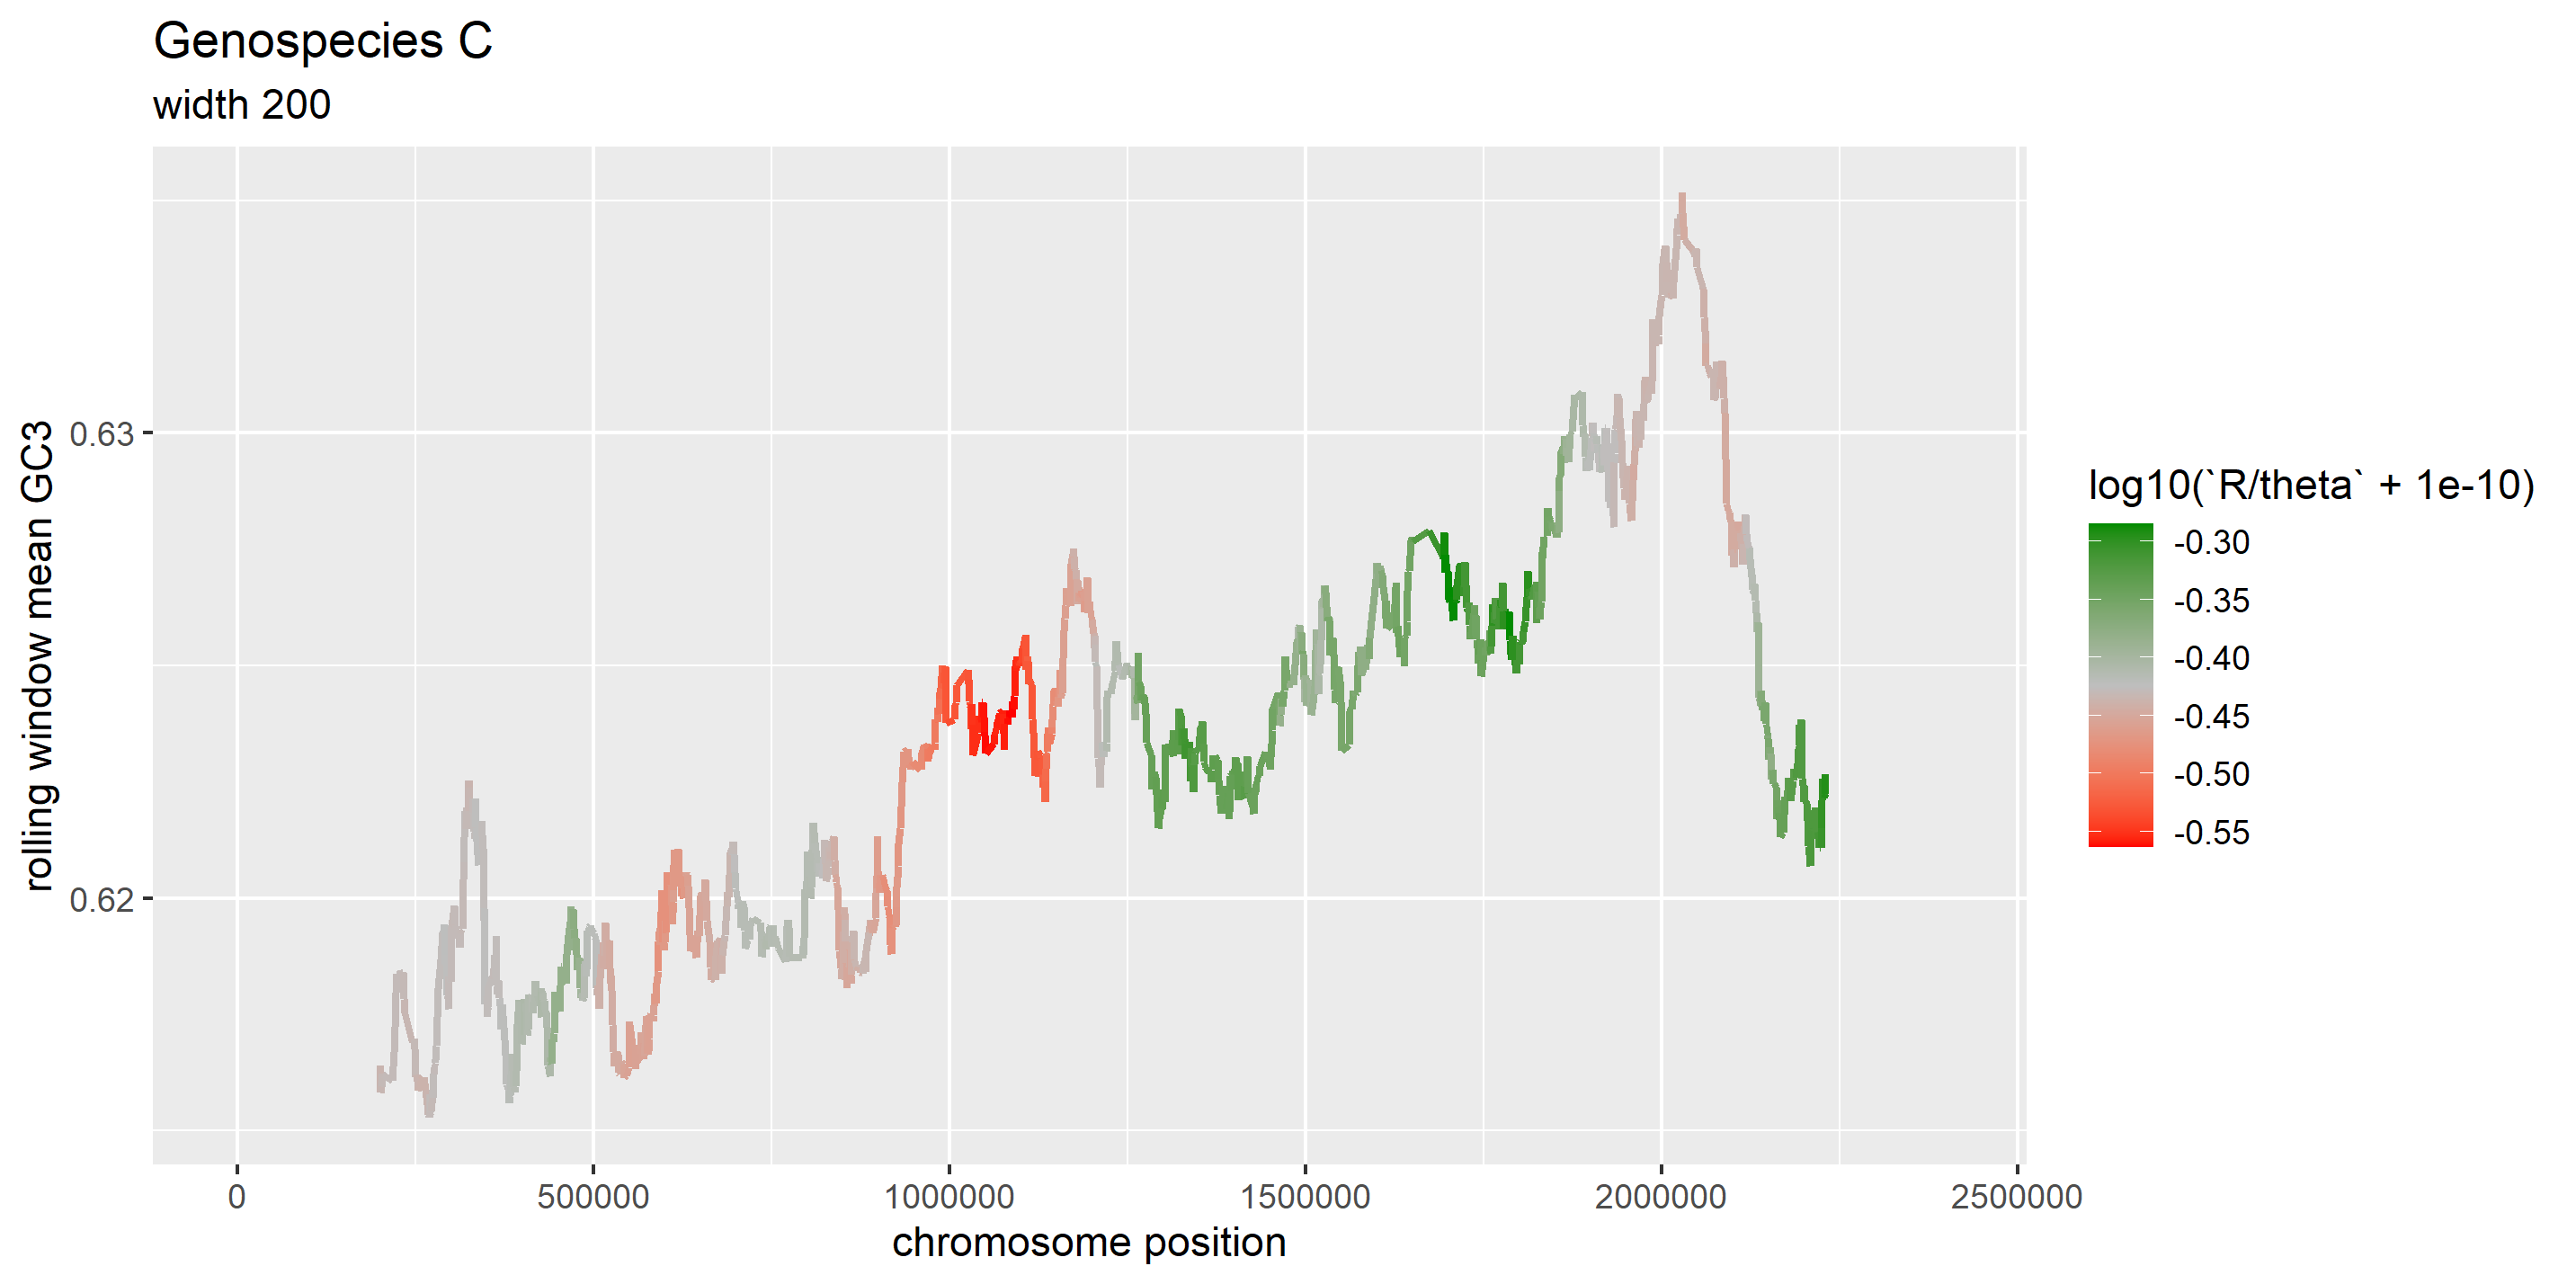 Genospecies C
width 200
rolling window mean GC3
0.63
0.62
0
500000
1000000
1500000
2000000
2500000
chromosome position
log10(`R/theta` + 1e-10)
-0.30
-0.35
-0.40
-0.45
-0.50
-0.55